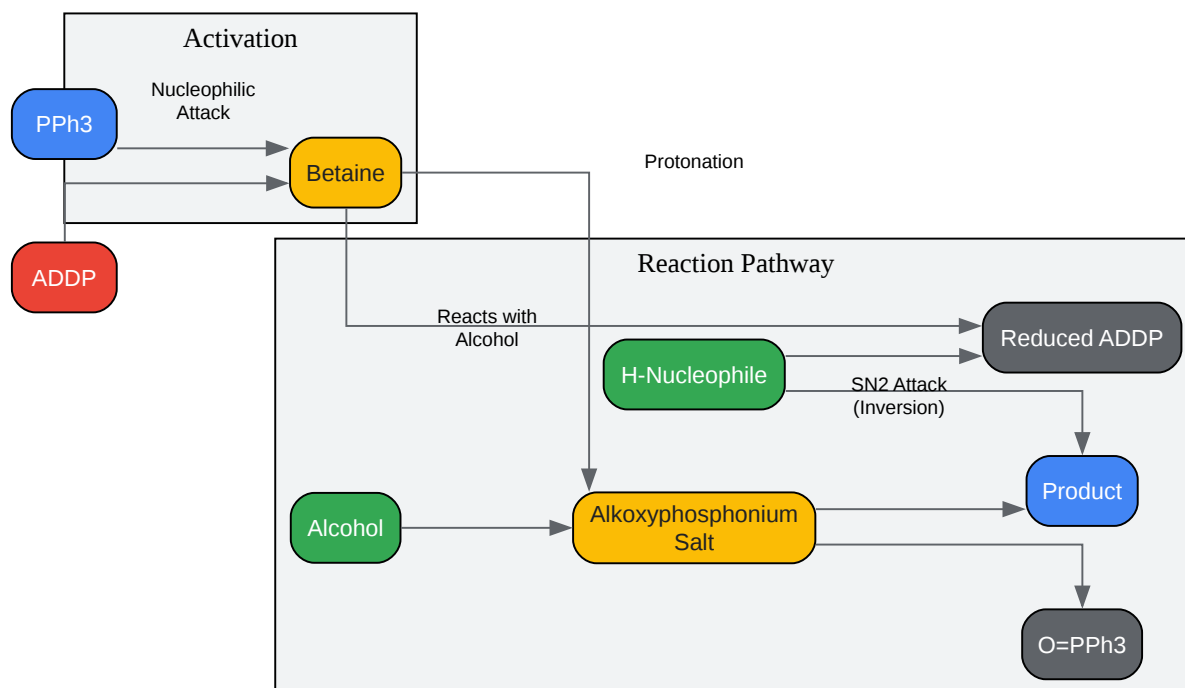 Activation
Nucleophilic
Attack
PPh3
Protonation
Betaine
ADDP
Reaction Pathway
Reacts with
Alcohol
Reduced ADDP
H-Nucleophile
SN2 Attack
(Inversion)
Product
Alcohol
Alkoxyphosphonium
Salt
O=PPh3